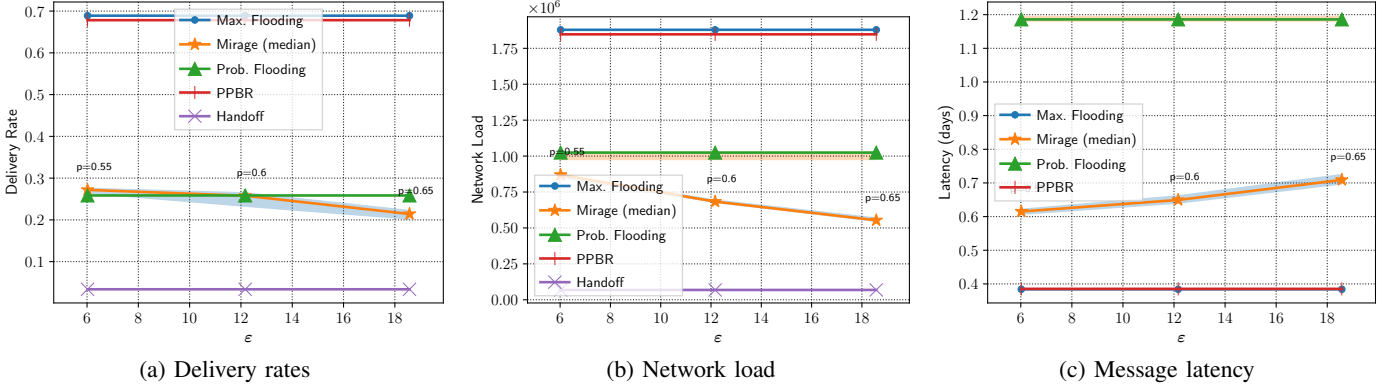 0.7
0.6
0.5
0.4
0.3
0.2
0.1
Delivery Rate
6
8
10
12
14
16
18
ε
Max. Flooding
Mirage (median)
Prob. Flooding
PPBR
Handoff
p=0.55
p=0.6
p=0.65
(a) Delivery rates
×10⁶
1.75
1.50
1.25
1.00
0.75
0.50
0.25
0.00
Network Load
6
8
10
12
14
16
18
ε
p=0.55
p=0.6
p=0.65
Max. Flooding
Mirage (median)
Prob. Flooding
PPBR
Handoff
(b) Network load
1.2
1.1
1.0
0.9
0.8
0.7
0.6
0.5
0.4
Latency (days)
6
8
10
12
14
16
18
ε
Max. Flooding
Mirage (median)
Prob. Flooding
PPBR
p=0.6
p=0.65
(c) Message latency